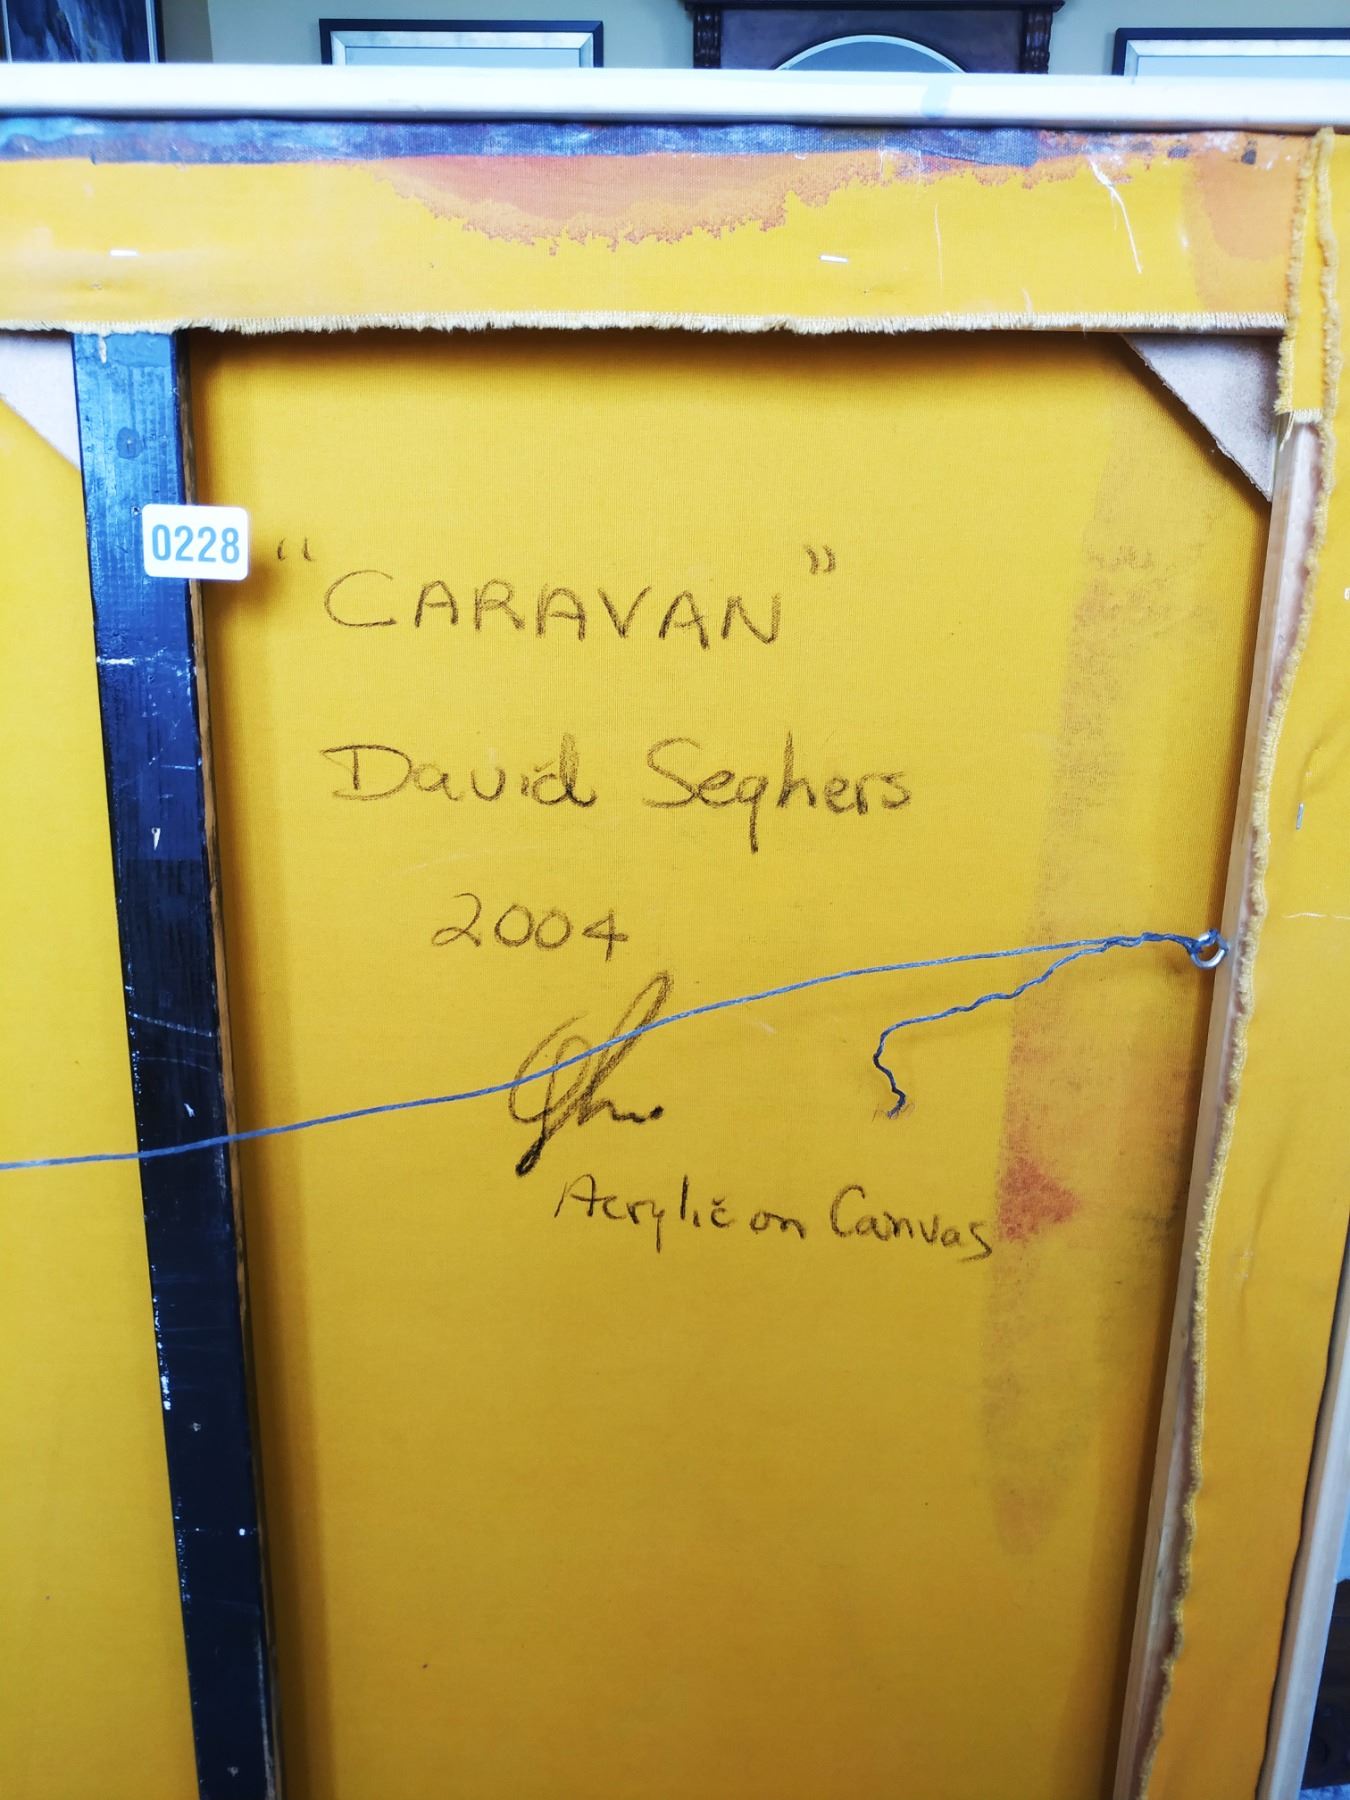 0228
"CARAVAN"
David Seghers
2004
Acrylic on Canvas